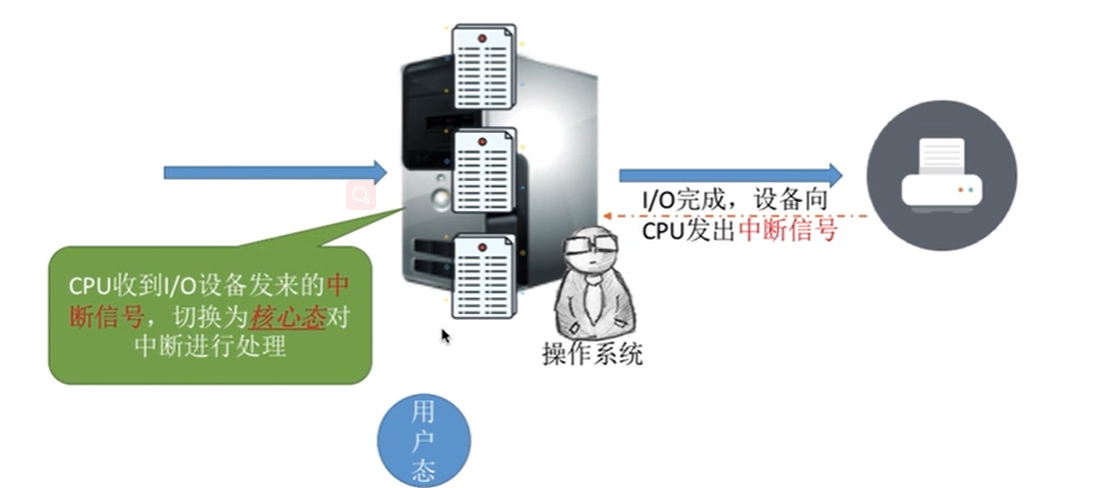 I/O完成，设备向
CPU发出中断信号
CPU收到I/O设备发来的中
断信号，切换为核心态对
中断进行处理
操作系统
用
户
态